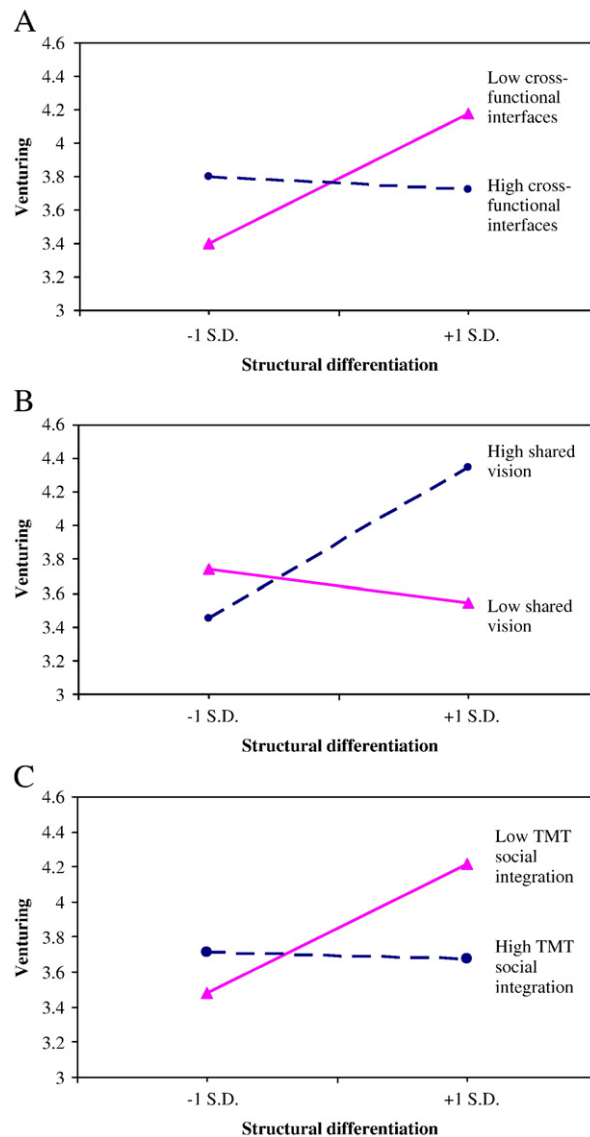 A
4.6
4.4
4.2
4
3.8
3.6
3.4
3.2
3
Venturing
Low cross-
functional
interfaces
High cross-
functional
interfaces
-1 S.D.
+1 S.D.
Structural differentiation
B
4.6
4.4
4.2
4
3.8
3.6
3.4
3.2
3
Venturing
High shared
vision
Low shared
vision
-1 S.D.
+1 S.D.
Structural differentiation
C
4.6
4.4
4.2
4
3.8
3.6
3.4
3.2
3
Venturing
Low TMT
social
integration
High TMT
social
integration
-1 S.D.
+1 S.D.
Structural differentiation